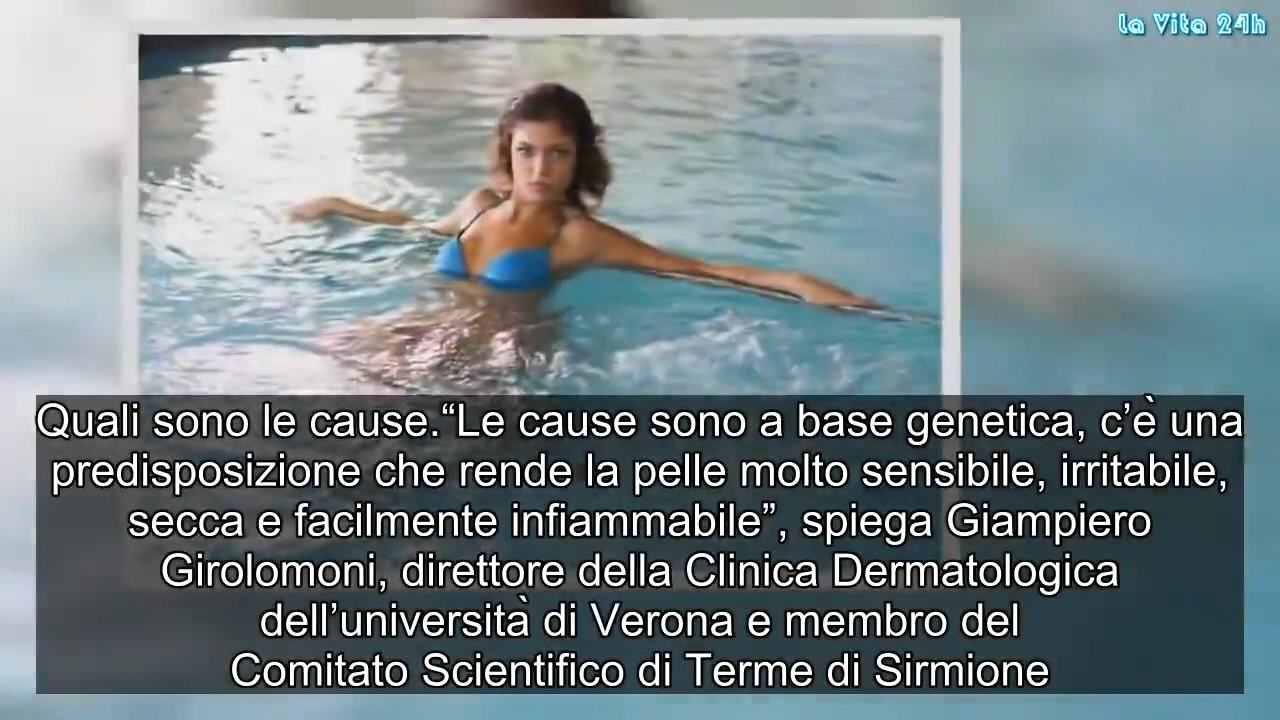 La Vita 24h
Quali sono le cause.“Le cause sono a base genetica, c’è una
predisposizione che rende la pelle molto sensibile, irritabile,
secca e facilmente infiammabile”, spiega Giampiero
Girolomoni, direttore della Clinica Dermatologica
dell’università di Verona e membro del
Comitato Scientifico di Terme di Sirmione